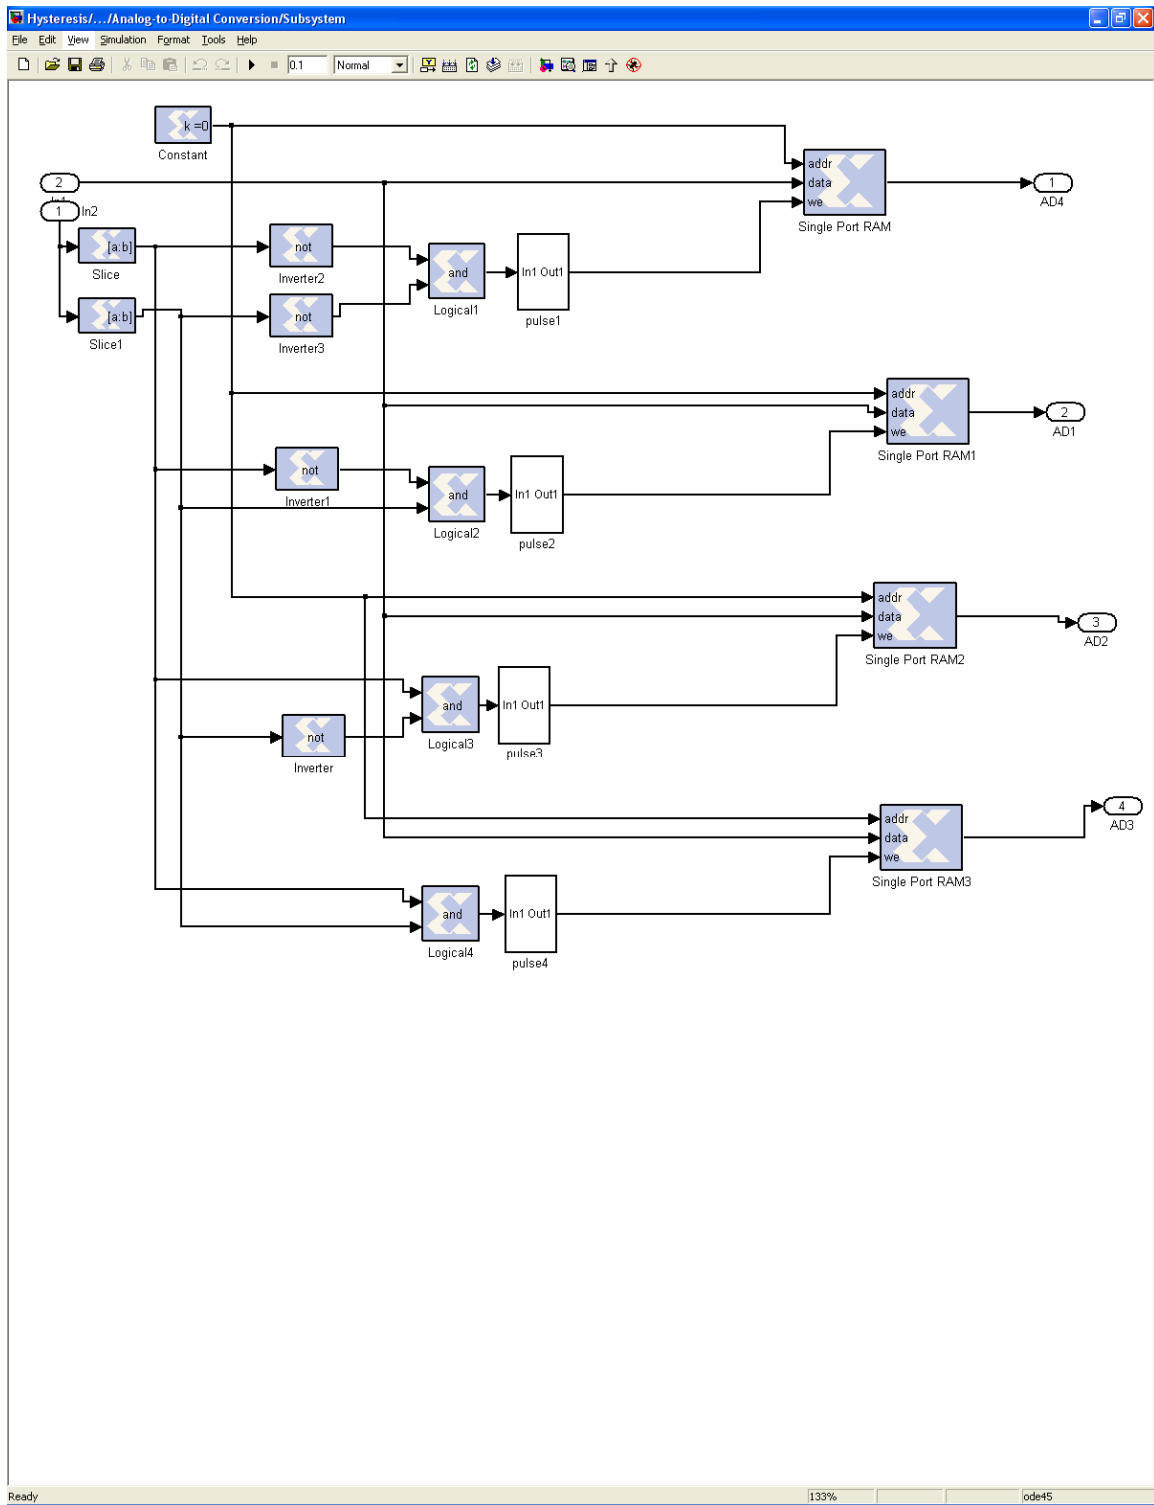 Hysteresis/.../Analog-to-Digital Conversion/Subsystem
File Edit View Simulation Format Tools Help
0.1 Normal
k =0
Constant
addr
data
we
Single Port RAM
1
AD4
2
1
In2
[a:b]
Slice
not
Inverter2
and
Logical1
In1 Out1
pulse1
[a:b]
Slice1
not
Inverter3
addr
data
we
Single Port RAM1
2
AD1
not
Inverter1
and
Logical2
In1 Out1
pulse2
addr
data
we
Single Port RAM2
3
AD2
and
Logical3
In1 Out1
pulse3
not
Inverter
addr
data
we
Single Port RAM3
4
AD3
and
Logical4
In1 Out1
pulse4
Ready 133% ode45